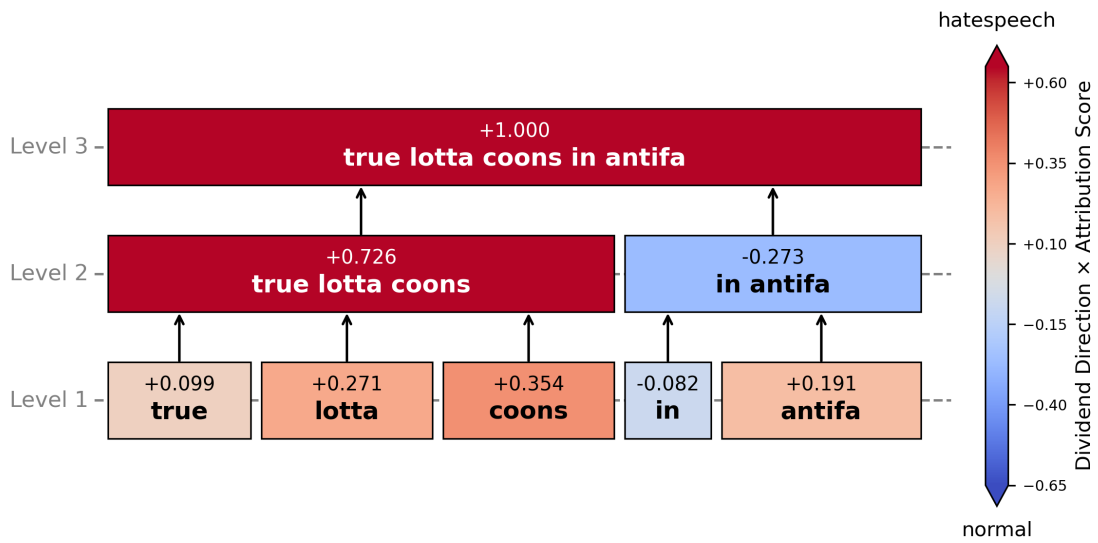 hatespeech
+0.60
+0.35
+0.10
−0.15
−0.40
−0.65
normal
Dividend Direction × Attribution Score
Level 3
+1.000
true lotta coons in antifa
Level 2
+0.726
true lotta coons
-0.273
in antifa
Level 1
+0.099
true
+0.271
lotta
+0.354
coons
-0.082
in
+0.191
antifa